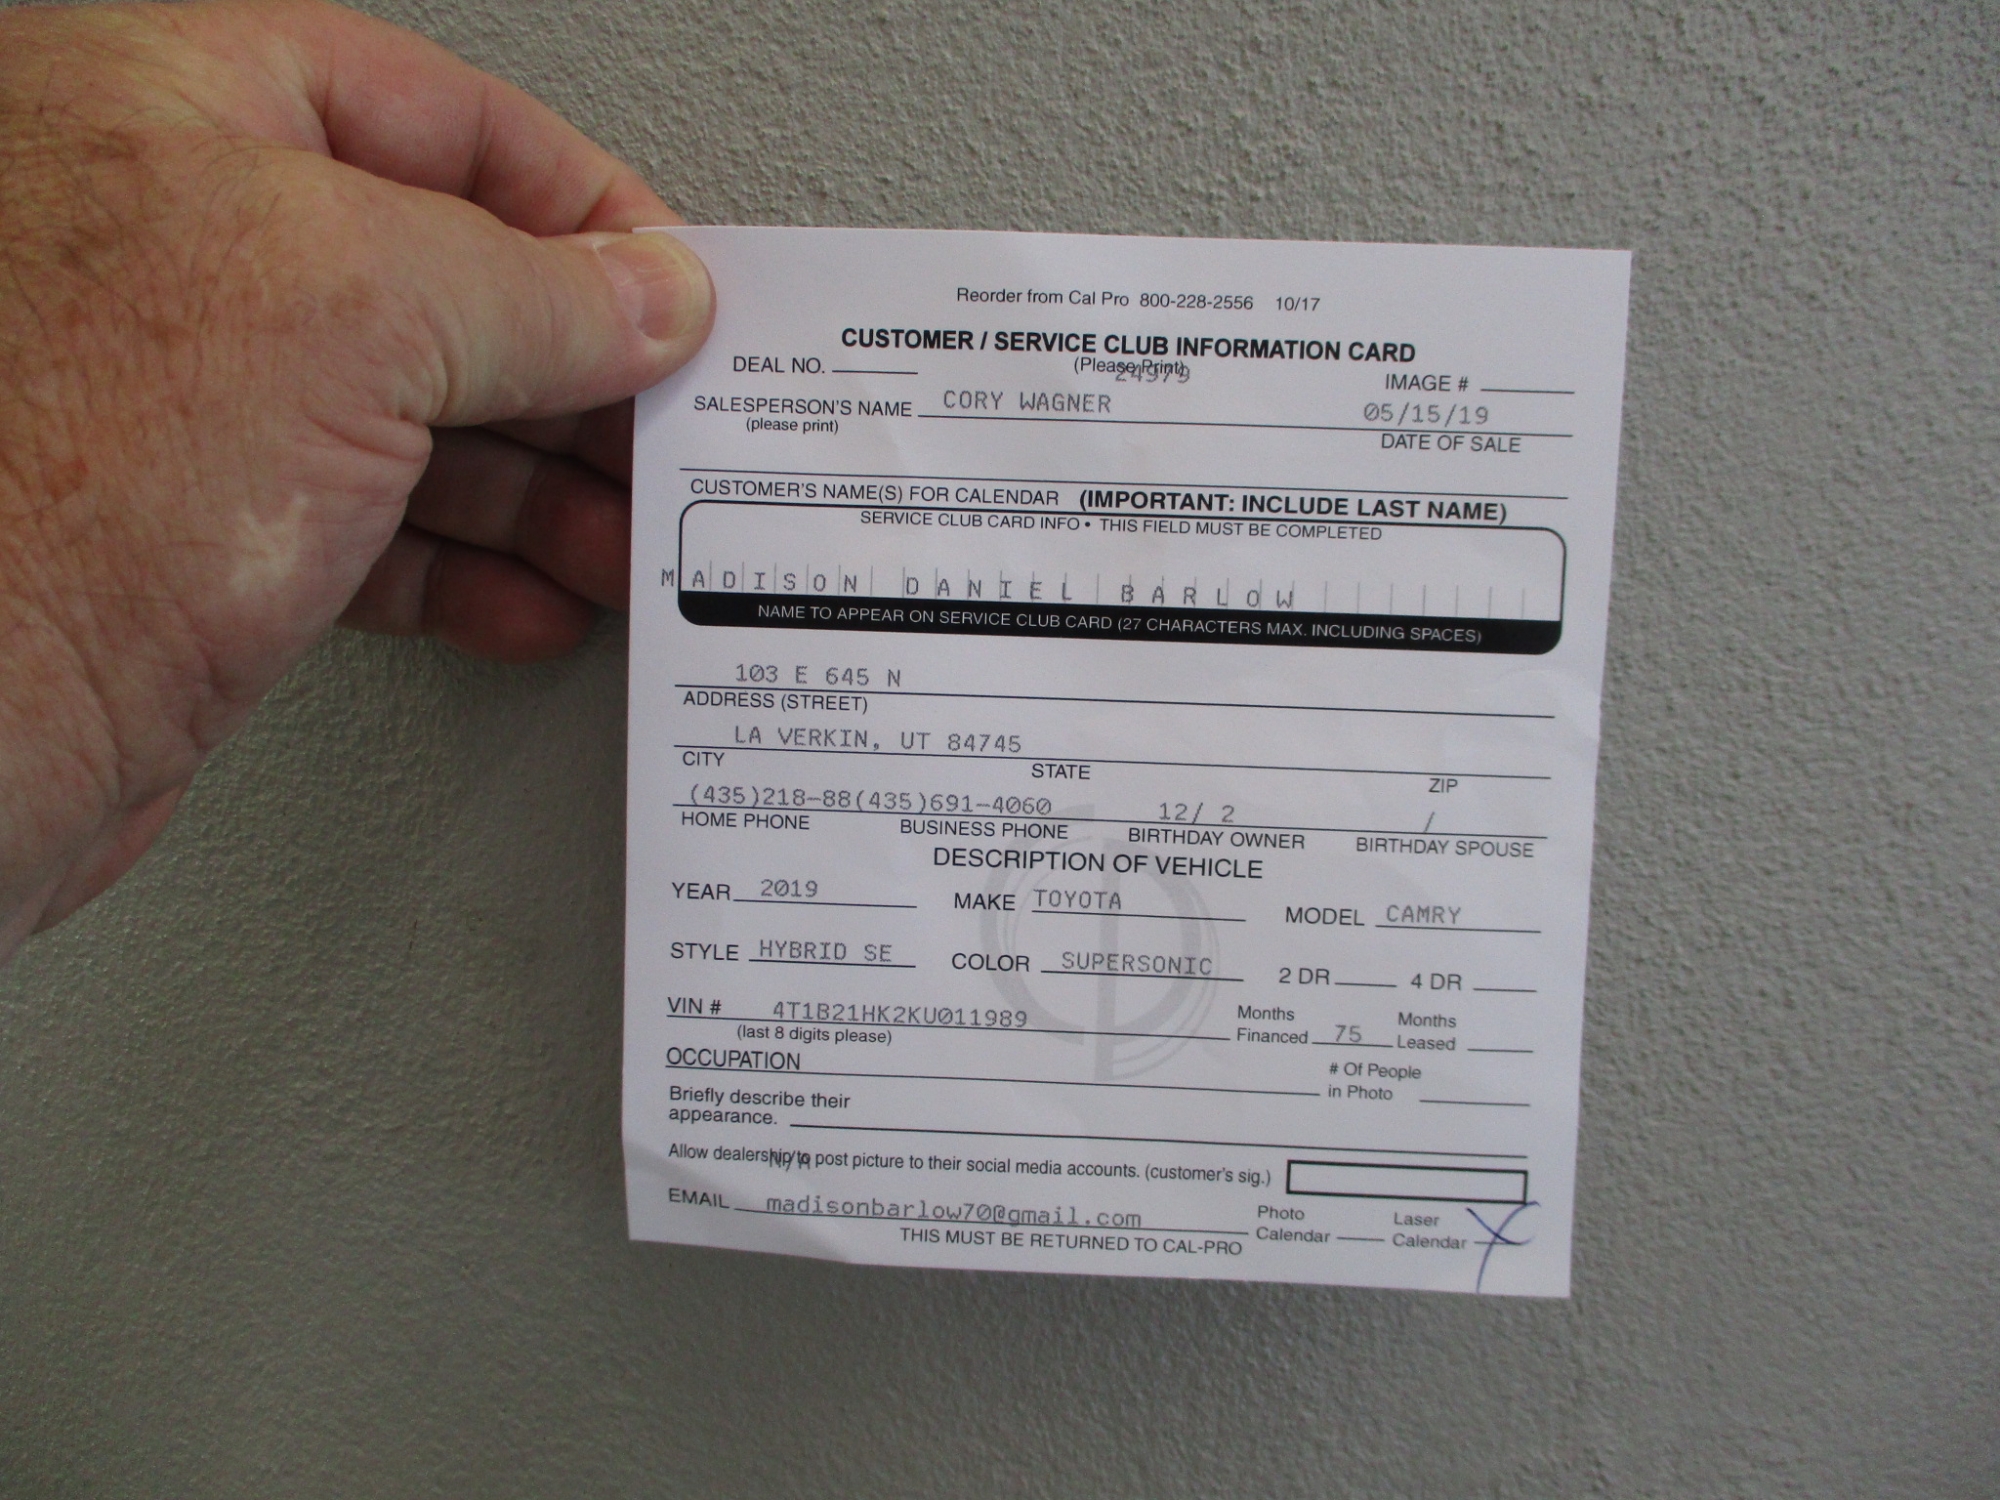 Reorder from Cal Pro 800-228-2556 10/17
CUSTOMER / SERVICE CLUB INFORMATION CARD
DEAL NO. (Please Print) IMAGE #
24979
SALESPERSON'S NAME CORY WAGNER 05/15/19
(please print) DATE OF SALE
CUSTOMER'S NAME(S) FOR CALENDAR (IMPORTANT: INCLUDE LAST NAME)
SERVICE CLUB CARD INFO • THIS FIELD MUST BE COMPLETED
MADISON DANIEL BARLOW
NAME TO APPEAR ON SERVICE CLUB CARD (27 CHARACTERS MAX. INCLUDING SPACES)
103 E 645 N
ADDRESS (STREET)
LA VERKIN, UT 84745
CITY STATE ZIP
(435)218-88(435)691-4060 12/ 2 /
HOME PHONE BUSINESS PHONE BIRTHDAY OWNER BIRTHDAY SPOUSE
DESCRIPTION OF VEHICLE
YEAR 2019 MAKE TOYOTA MODEL CAMRY
STYLE HYBRID SE COLOR SUPERSONIC 2 DR 4 DR
VIN # 4T1B21HK2KU011989 Months Financed 75 Months Leased
(last 8 digits please)
OCCUPATION # Of People in Photo
Briefly describe their
appearance.
N/A
Allow dealership to post picture to their social media accounts. (customer's sig.)
EMAIL madisonbarlow70@gmail.com Photo Calendar Laser Calendar X
THIS MUST BE RETURNED TO CAL-PRO